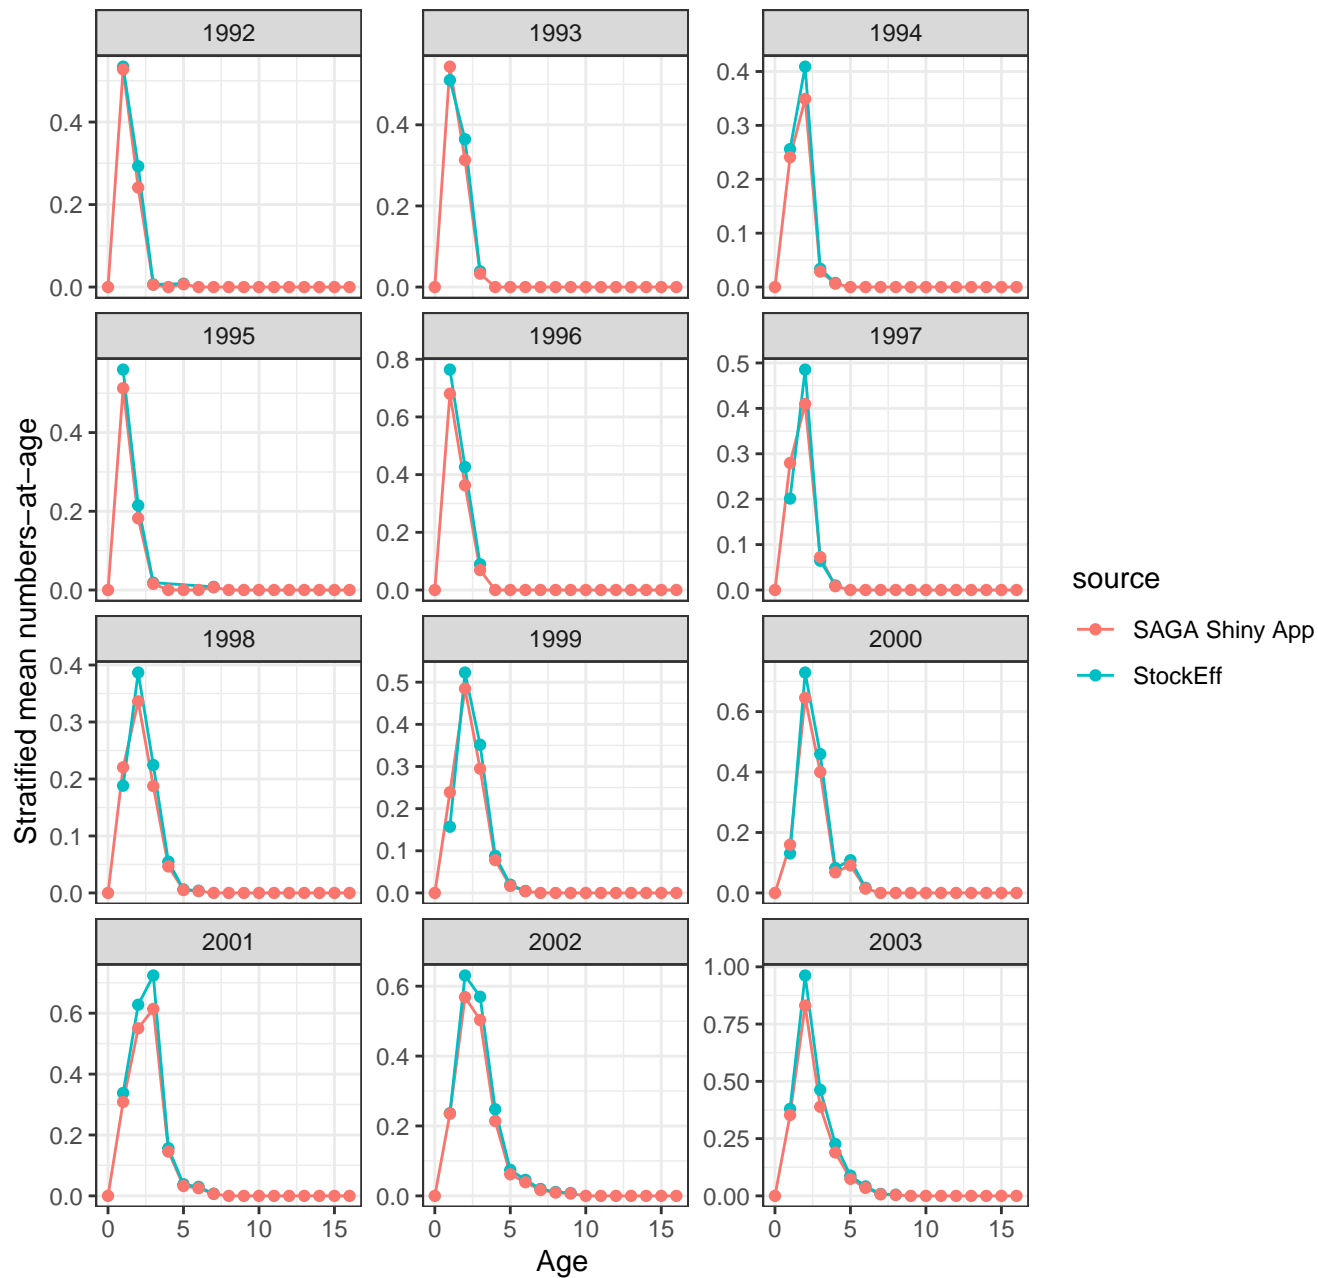 1992 1993 1994
0.4 0.4 0.4
0.3
0.2 0.2 0.2
0.1
0.0 0.0 0.0
1995 1996 1997
0.4 0.8 0.5
0.6 0.4
0.2 0.4 0.3
0.2 0.2
0.1
0.0 0.0 0.0
1998 1999 2000
0.4 0.5 0.6
0.3 0.4
0.2 0.3 0.4
0.2
0.1 0.1 0.2
0.0 0.0 0.0
2001 2002 2003
0.6 0.6 1.00
0.4 0.4 0.75
0.50
0.2 0.2 0.25
0.0 0.0 0.00
0 5 10 15 0 5 10 15 0 5 10 15
Age
Stratified mean numbers−at−age
source
SAGA Shiny App
StockEff